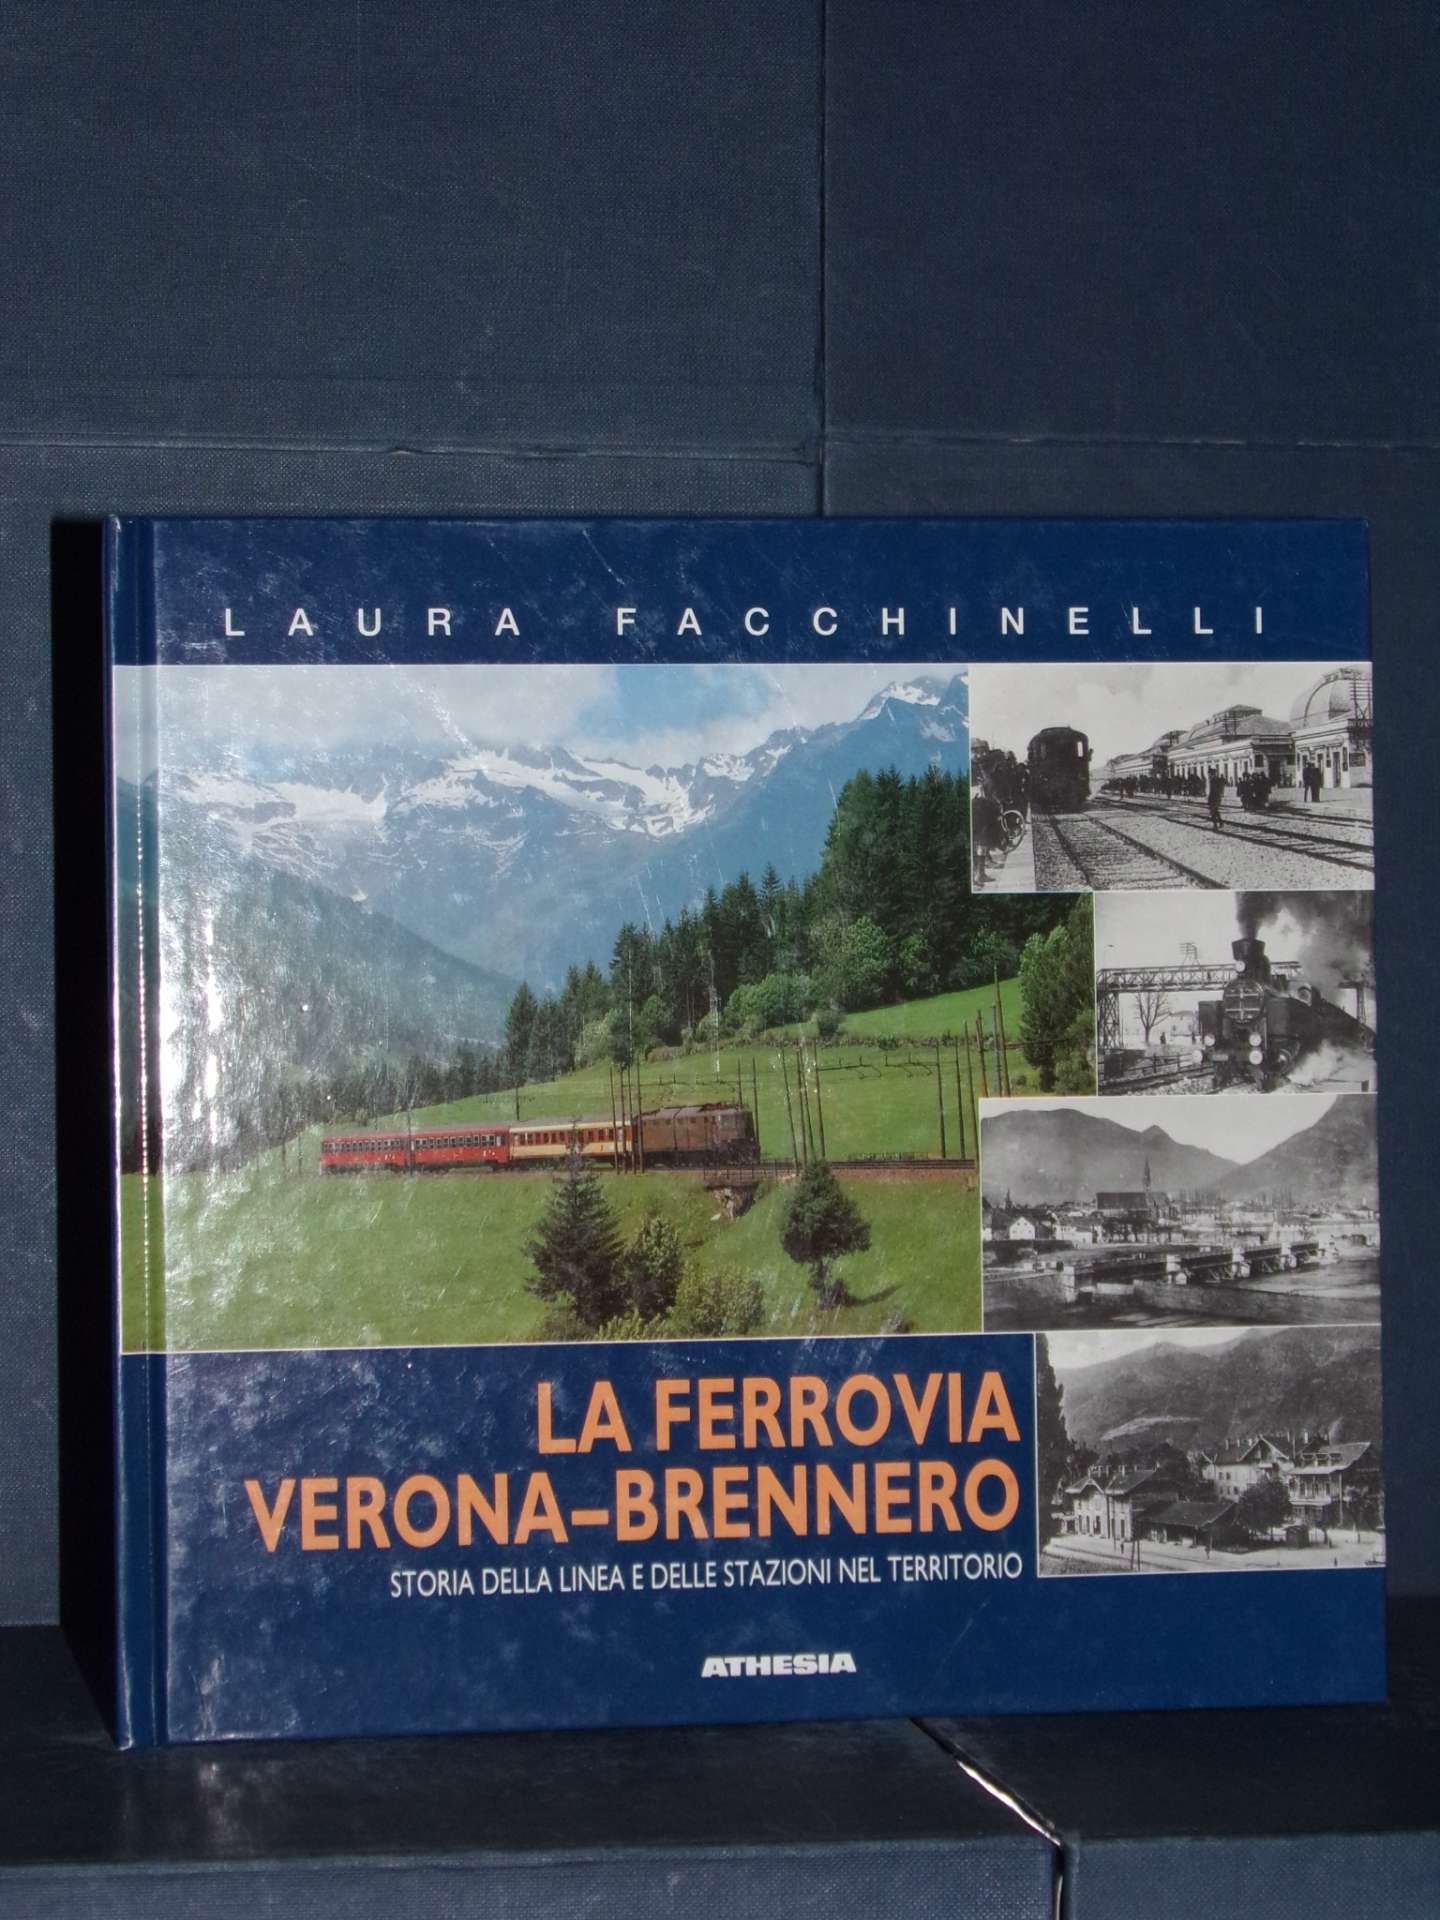 LAURA FACCHINELLI
LA FERROVIA
VERONA–BRENNERO
STORIA DELLA LINEA E DELLE STAZIONI NEL TERRITORIO
ATHESIA